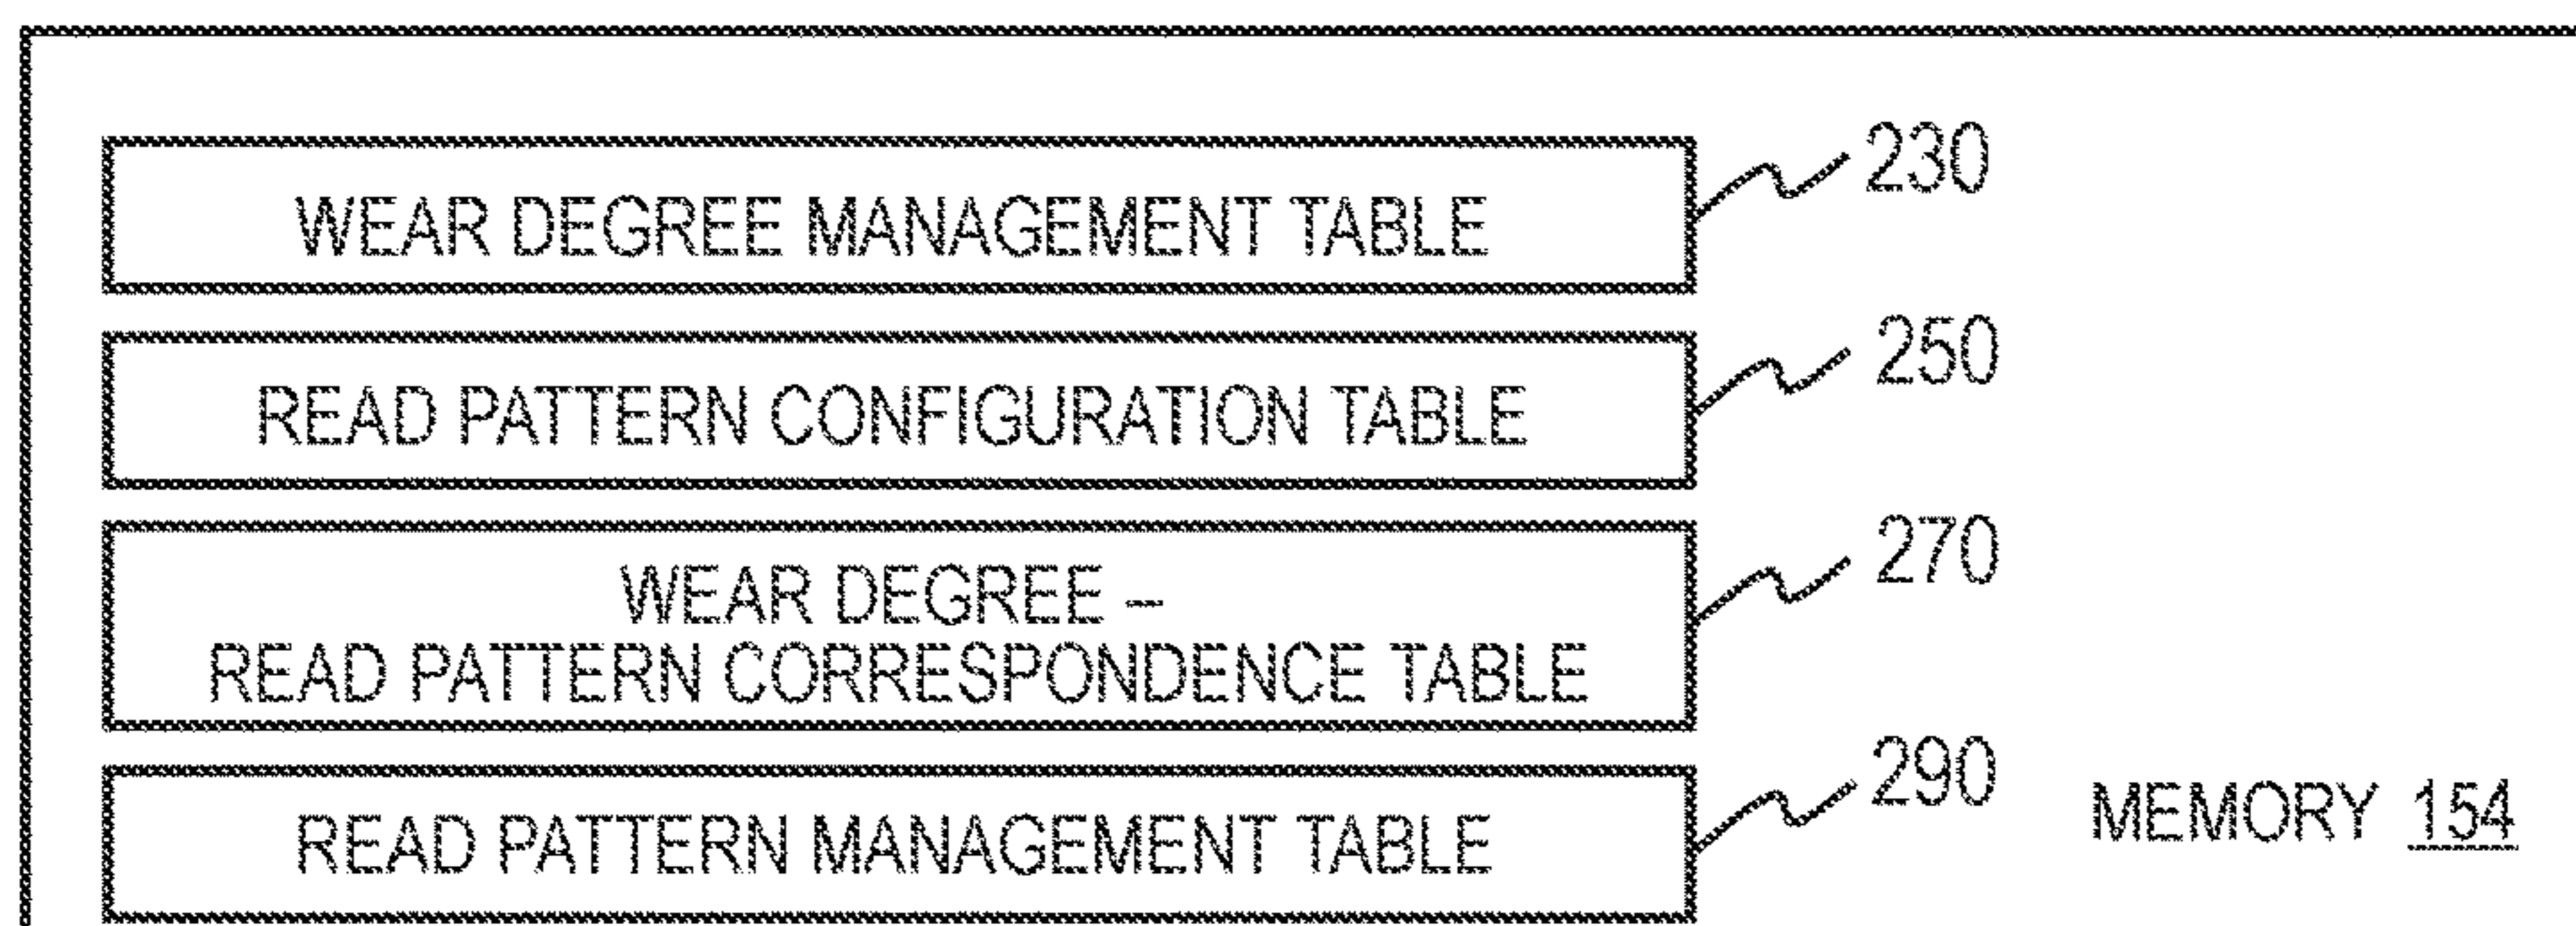 WEAR DEGREE MANAGEMENT TABLE
230
READ PATTERN CONFIGURATION TABLE
250
WEAR DEGREE –
READ PATTERN CORRESPONDENCE TABLE
270
READ PATTERN MANAGEMENT TABLE
290
MEMORY 154